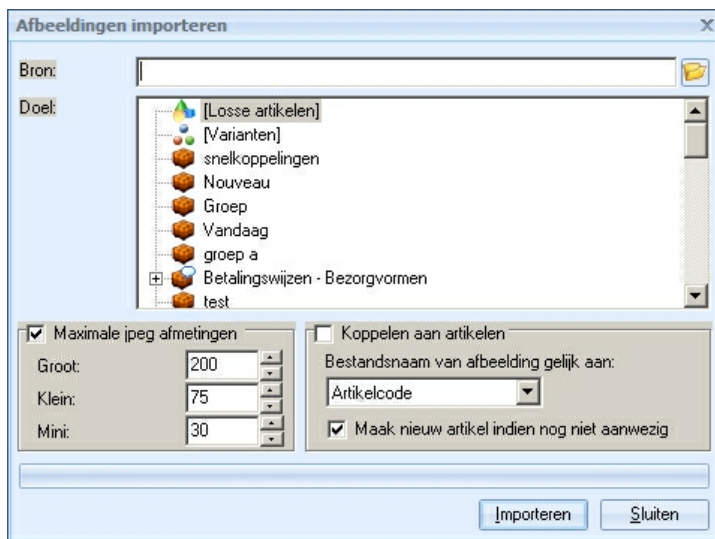 Afbeeldingen importeren
Bron:
Doel:
[Losse artikelen]
[Varianten]
snelkoppelingen
Nouveau
Groep
Vandaag
groep a
Betalingswijzen - Bezorgvormen
test
Maximale jpeg afmetingen
Groot: 200
Klein: 75
Mini: 30
Koppelen aan artikelen
Bestandsnaam van afbeelding gelijk aan:
Artikelcode
Maak nieuw artikel indien nog niet aanwezig
Importeren
Sluiten